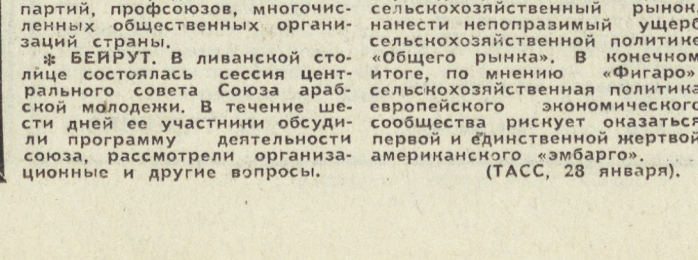 партий, профсоюзов, многочис-
ленных общественных органи-
заций страны.
* БЕЙРУТ. В ливанской сто-
лице состоялась сессия цент-
рального совета Союза араб-
ской молодежи. В течение ше-
сти дней ее участники обсуди-
ли программу деятельности
союза, рассмотрели организа-
ционные и другие вопросы.
сельскохозяйственный рынок,
нанести непоправимый ущерб
сельскохозяйственной политике
«Общего рынка». В конечном
итоге, по мнению «Фигаро»
сельскохозяйственная политика
европейского экономического
сообщества рискует оказаться
первой и единственной жертвой
американского «эмбарго».
(ТАСС, 28 января).